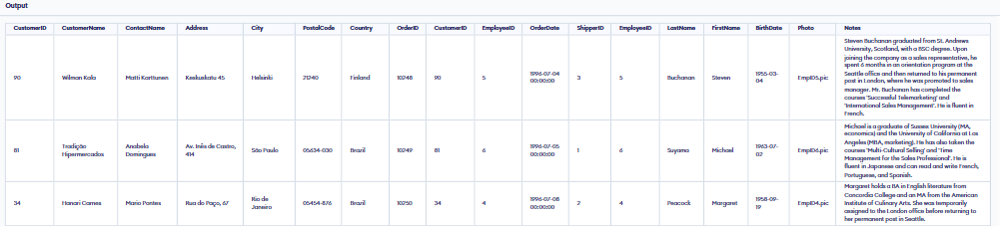 Output
CustomerID CustomerName ContactName Address City PostalCode Country OrderID CustomerID EmployeeID OrderDate ShipperID EmployeeID LastName FirstName BirthDate Photo Notes
90 Wilman Kala Matti Karttunen Keskuskatu 45 Helsinki 21240 Finland 10248 90 5 1996-07-04 00:00:00 3 5 Buchanan Steven 1955-03-04 EmpID5.pic
Steven Buchanan graduated from St. Andrews
University, Scotland, with a BSC degree. Upon
joining the company as a sales representative, he
spent 6 months in an orientation program at the
Seattle office and then returned to his permanent
post in London, where he was promoted to sales
manager. Mr. Buchanan has completed the
courses 'Successful Telemarketing' and
'International Sales Management'. He is fluent in
French.
81 Tradição Hipermercados Anabela Domingues Av. Inês de Castro, 414 São Paulo 05634-030 Brazil 10249 81 6 1996-07-05 00:00:00 1 6 Suyama Michael 1963-07-02 EmpID6.pic
Michael is a graduate of Sussex University (MA,
economics) and the University of California at Los
Angeles (MBA, marketing). He has also taken the
courses 'Multi-Cultural Selling' and 'Time
Management for the Sales Professional'. He is
fluent in Japanese and can read and write French,
Portuguese, and Spanish.
34 Hanari Carnes Mario Pontes Rua do Paço, 67 Rio de Janeiro 05454-876 Brazil 10250 34 4 1996-07-08 00:00:00 2 4 Peacock Margaret 1958-09-19 EmpID4.pic
Margaret holds a BA in English literature from
Concordia College and an MA from the American
Institute of Culinary Arts. She was temporarily
assigned to the London office before returning to
her permanent post in Seattle.